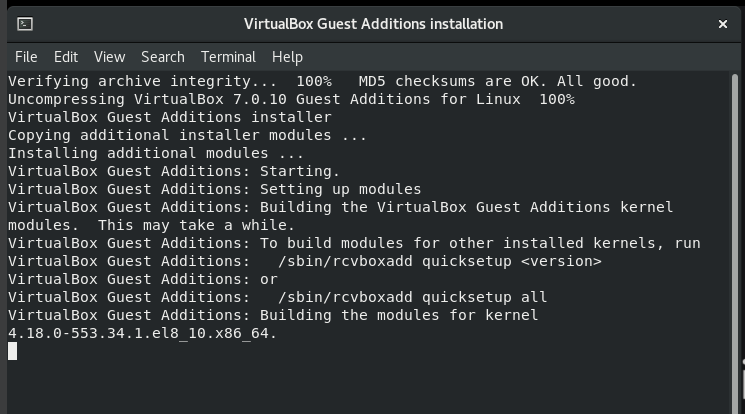 VirtualBox Guest Additions installation
File Edit View Search Terminal Help
Verifying archive integrity...  100%   MD5 checksums are OK. All good.
Uncompressing VirtualBox 7.0.10 Guest Additions for Linux  100%
VirtualBox Guest Additions installer
Copying additional installer modules ...
Installing additional modules ...
VirtualBox Guest Additions: Starting.
VirtualBox Guest Additions: Setting up modules
VirtualBox Guest Additions: Building the VirtualBox Guest Additions kernel
modules.  This may take a while.
VirtualBox Guest Additions: To build modules for other installed kernels, run
VirtualBox Guest Additions:   /sbin/rcvboxadd quicksetup <version>
VirtualBox Guest Additions: or
VirtualBox Guest Additions:   /sbin/rcvboxadd quicksetup all
VirtualBox Guest Additions: Building the modules for kernel
4.18.0-553.34.1.el8_10.x86_64.